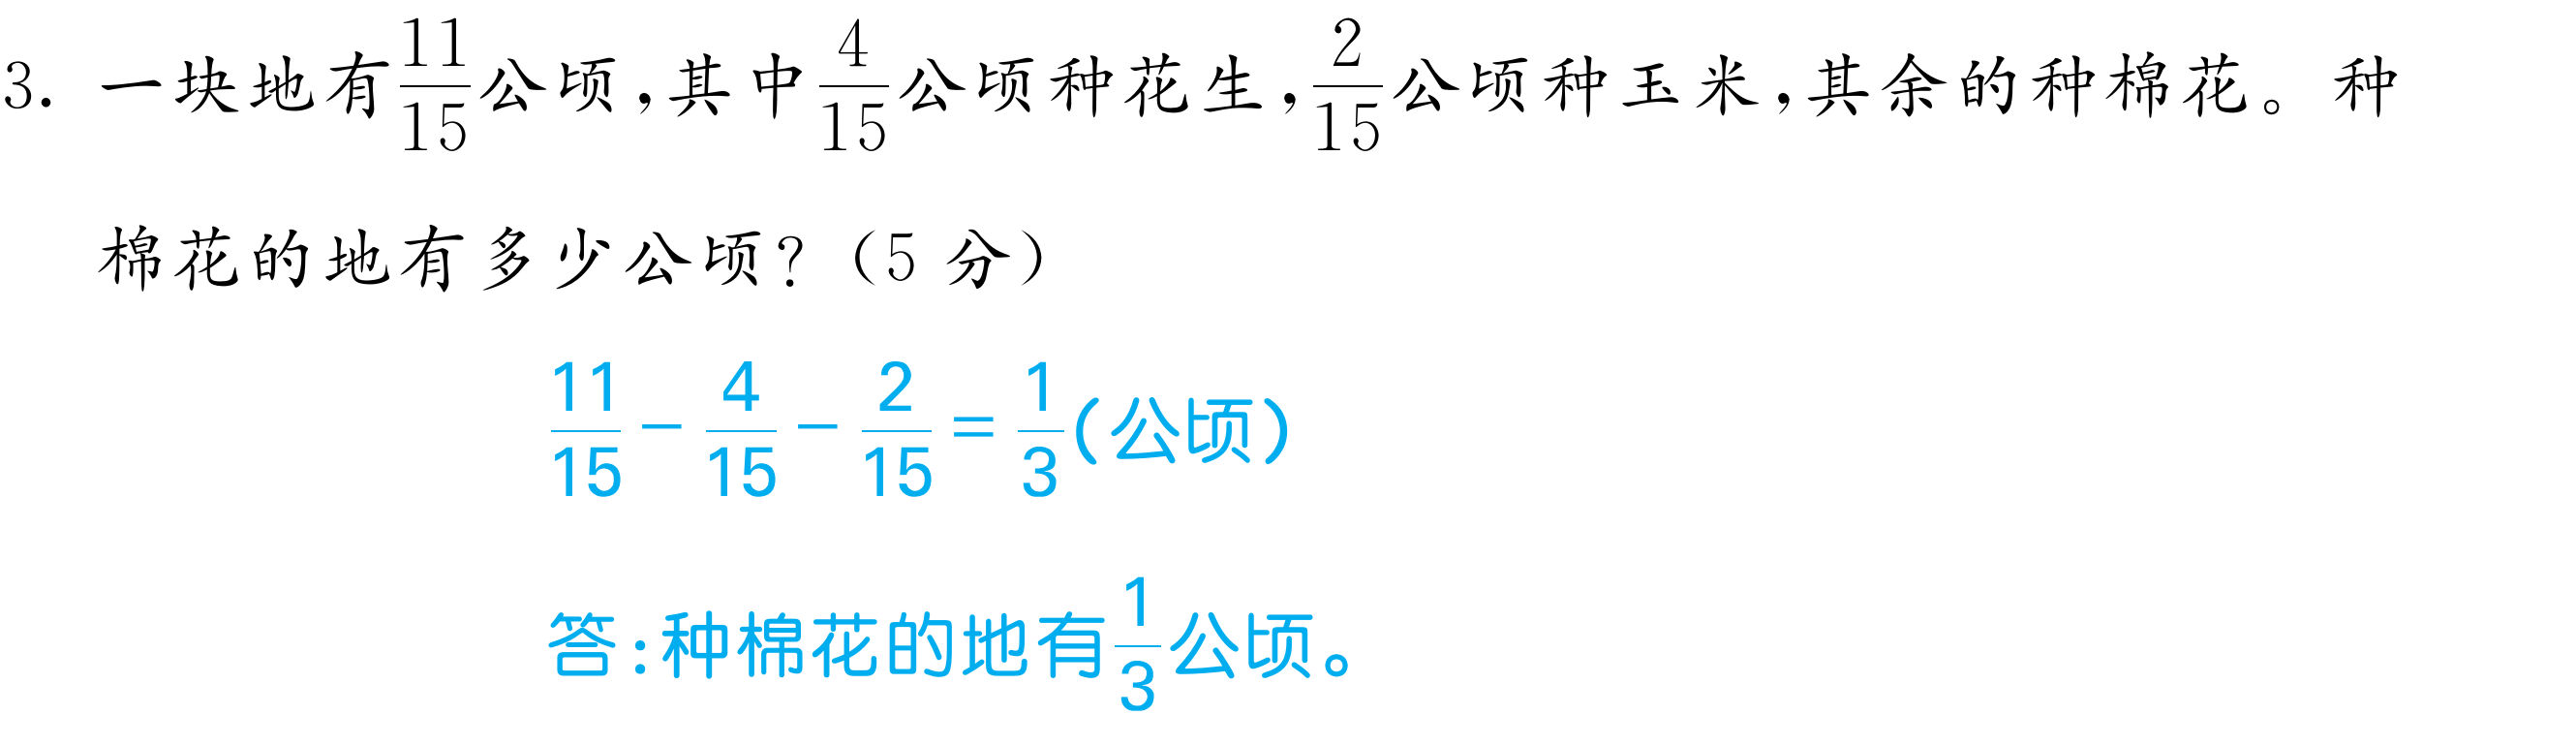 3. 一块地有11/15公顷,其中4/15公顷种花生,2/15公顷种玉米,其余的种棉花。种
棉花的地有多少公顷?(5 分)
11/15 - 4/15 - 2/15 = 1/3(公顷)
答:种棉花的地有1/3公顷。